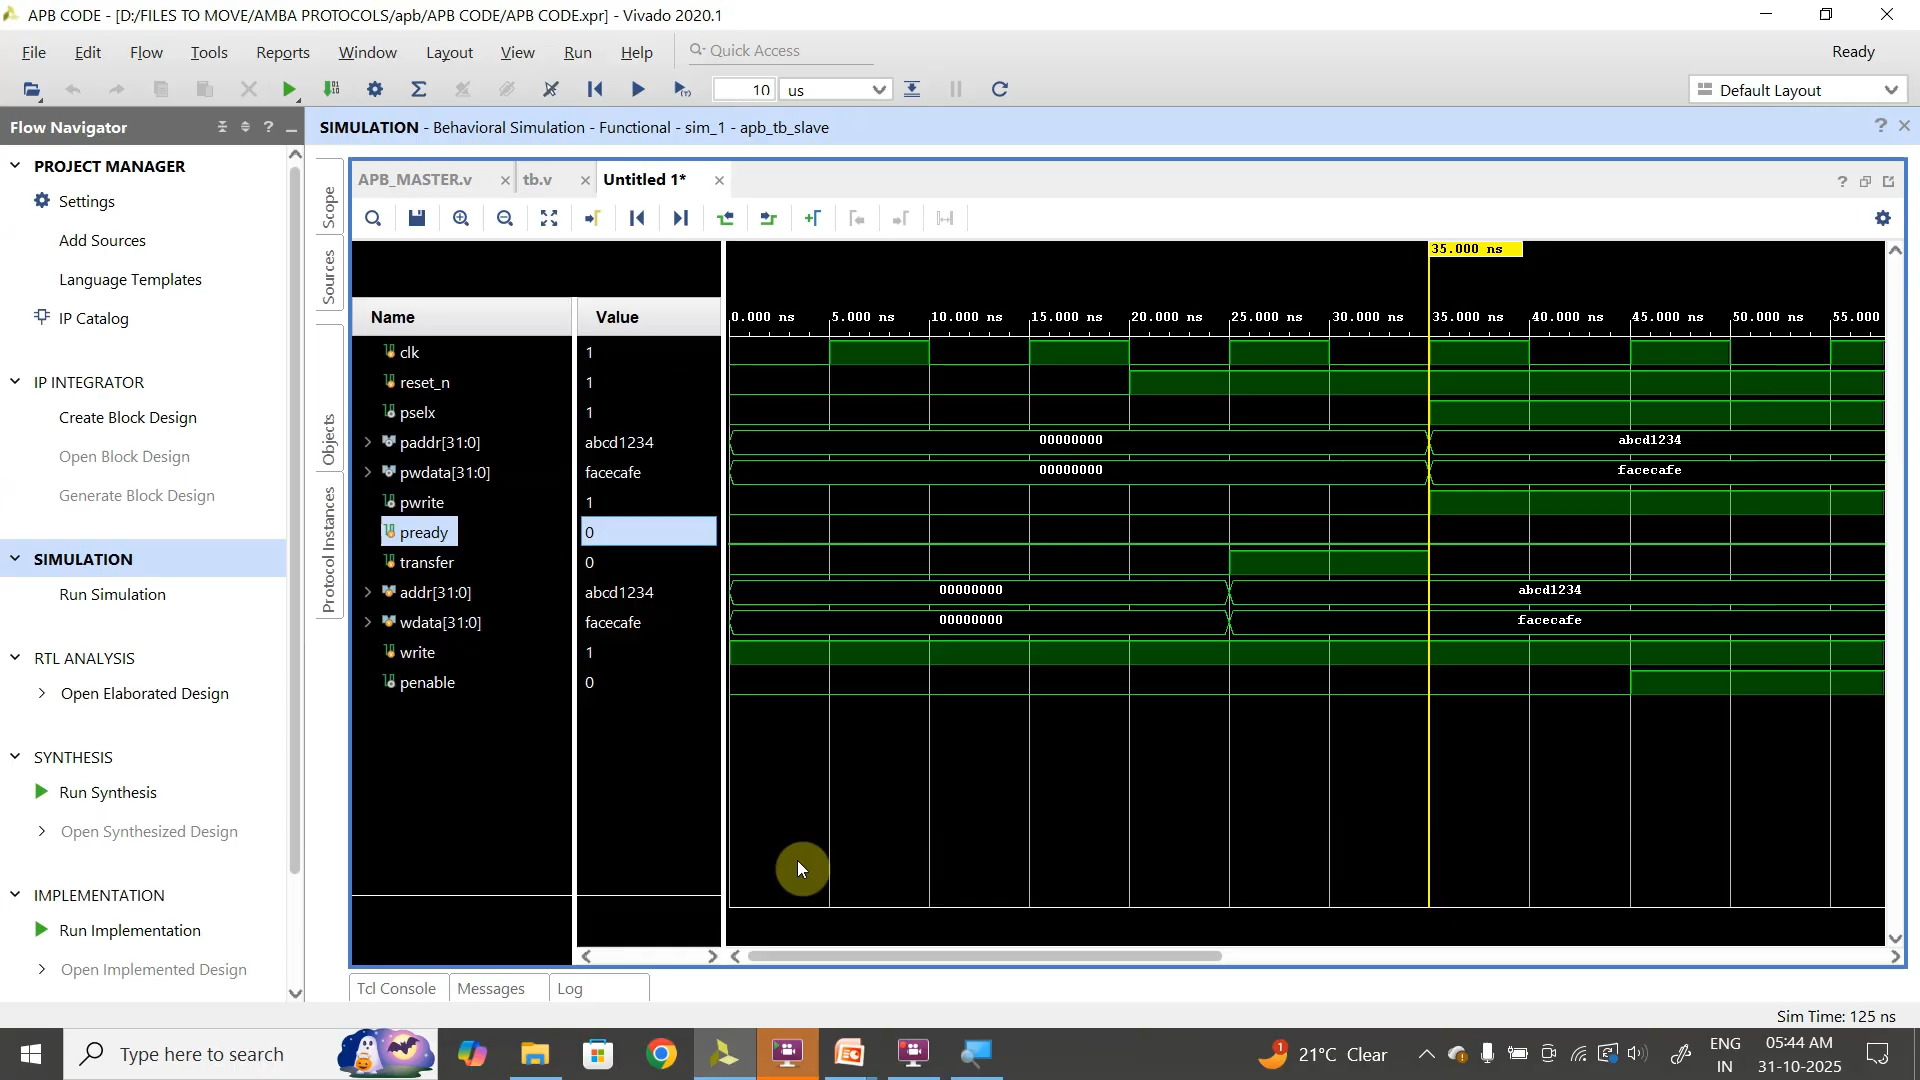 APB CODE - [D:/FILES TO MOVE/AMBA PROTOCOLS/apb/APB CODE/APB CODE.xpr] - Vivado 2020.1
File Edit Flow Tools Reports Window Layout View Run Help Quick Access Ready
10 us Default Layout
Flow Navigator
SIMULATION - Behavioral Simulation - Functional - sim_1 - apb_tb_slave
PROJECT MANAGER
Settings
Add Sources
Language Templates
IP Catalog
IP INTEGRATOR
Create Block Design
Open Block Design
Generate Block Design
SIMULATION
Run Simulation
RTL ANALYSIS
Open Elaborated Design
SYNTHESIS
Run Synthesis
Open Synthesized Design
IMPLEMENTATION
Run Implementation
Open Implemented Design
Scope
Sources
Objects
Protocol Instances
APB_MASTER.v tb.v Untitled 1*
35.000 ns
Name Value
0.000 ns 5.000 ns 10.000 ns 15.000 ns 20.000 ns 25.000 ns 30.000 ns 35.000 ns 40.000 ns 45.000 ns 50.000 ns 55.000
clk 1
reset_n 1
pselx 1
paddr[31:0] abcd1234 00000000 abcd1234
pwdata[31:0] facecafe 00000000 facecafe
pwrite 1
pready 0
transfer 0
addr[31:0] abcd1234 00000000 abcd1234
wdata[31:0] facecafe 00000000 facecafe
write 1
penable 0
Tcl Console Messages Log
Sim Time: 125 ns
Type here to search
1 21°C Clear
ENG
IN
05:44 AM
31-10-2025